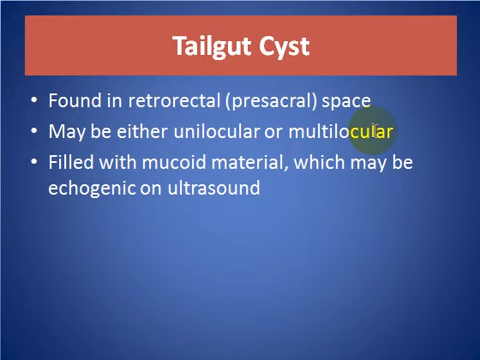 Tailgut Cyst
• Found in retrorectal (presacral) space
• May be either unilocular or multilocular
• Filled with mucoid material, which may be
echogenic on ultrasound